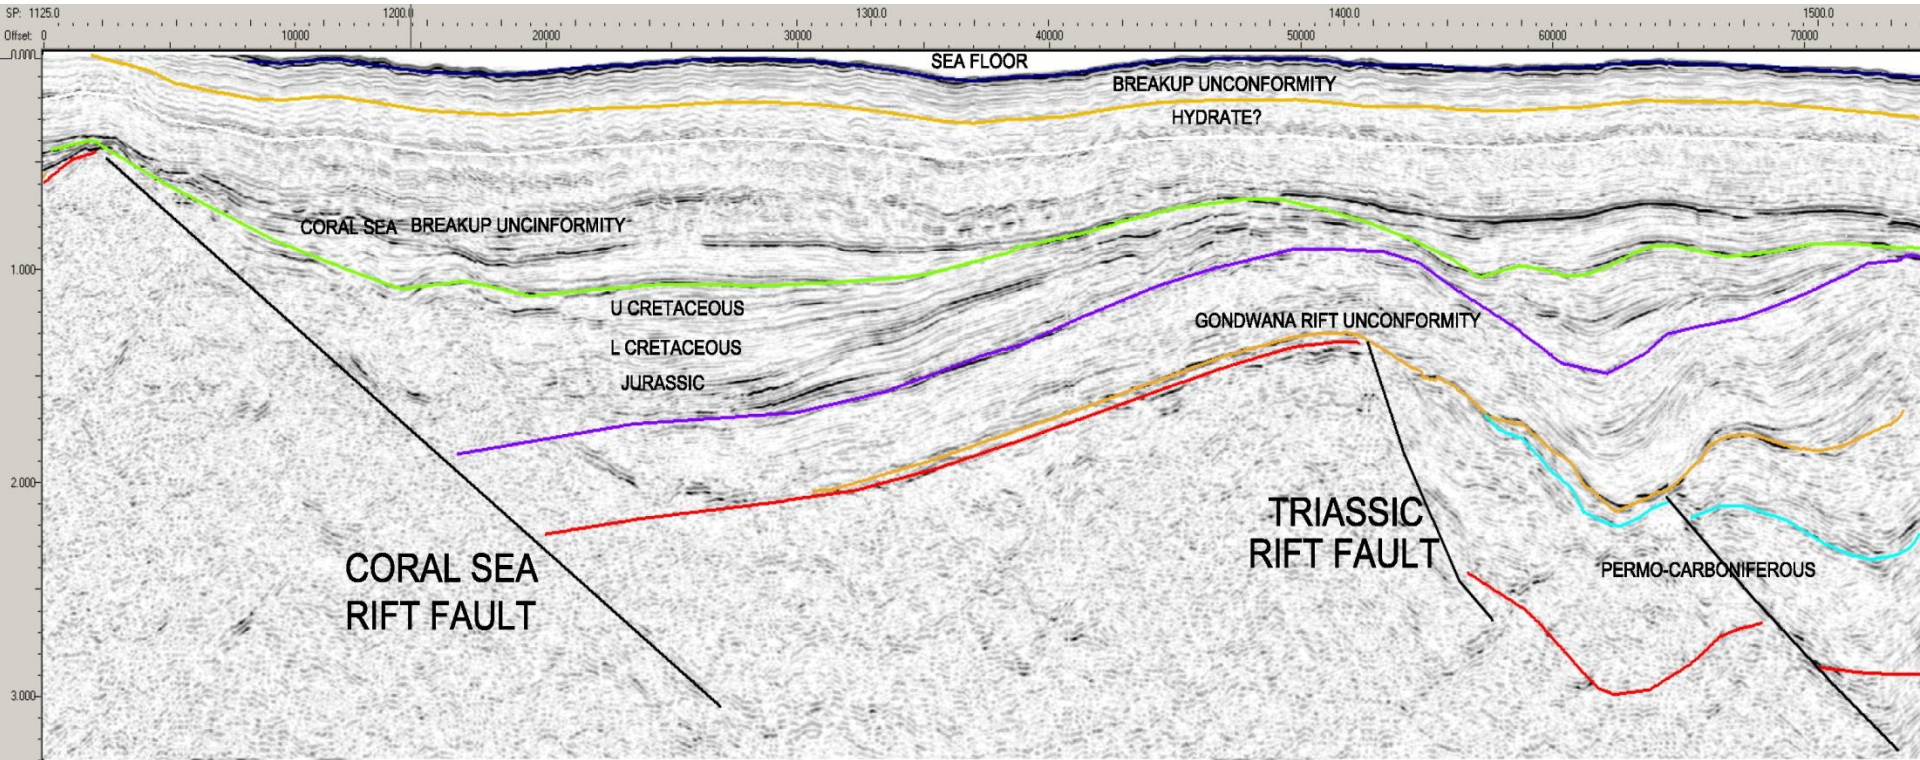 SP: 1125.0 1200.0 1300.0 1400.0 1500.0
Offset: 0 10000 20000 30000 40000 50000 60000 70000
0.000
SEA FLOOR
BREAKUP UNCONFORMITY
HYDRATE?
CORAL SEA BREAKUP UNCINFORMITY
1.000
U CRETACEOUS
GONDWANA RIFT UNCONFORMITY
L CRETACEOUS
JURASSIC
2.000
TRIASSIC
RIFT FAULT
CORAL SEA
RIFT FAULT
PERMO-CARBONIFEROUS
3.000